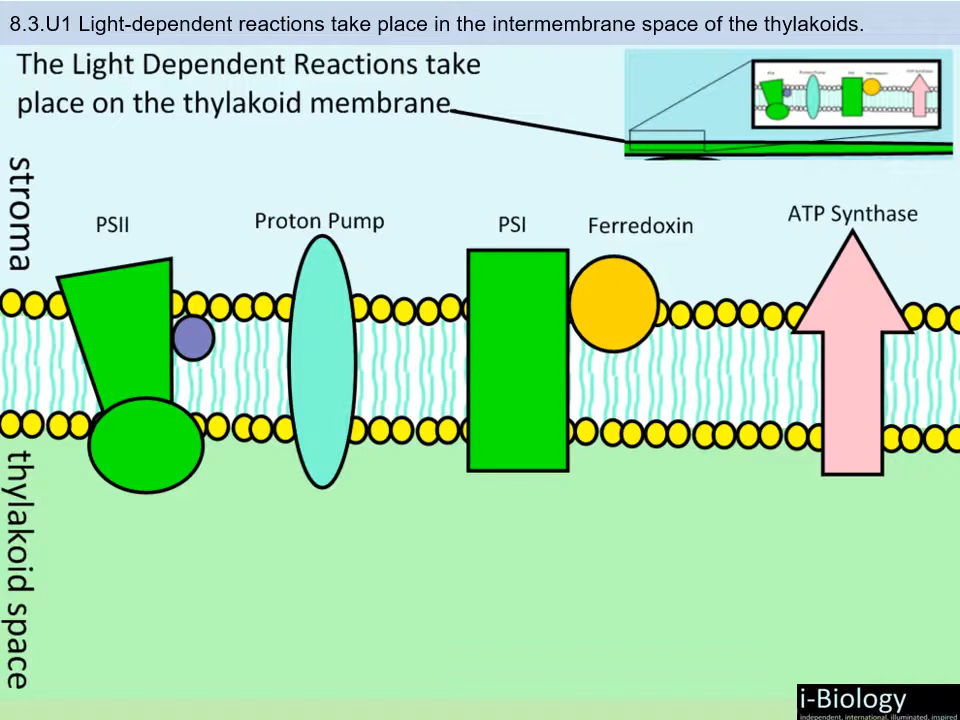 8.3.U1 Light-dependent reactions take place in the intermembrane space of the thylakoids.
The Light Dependent Reactions take
place on the thylakoid membrane
stroma
PSII
Proton Pump
PSI
Ferredoxin
ATP Synthase
thylakoid space
i-Biology
independent, international, illuminated, inspired